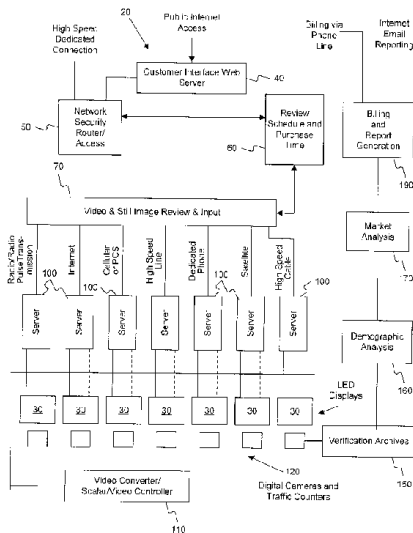 20
Public Internet
Access
High Speed
Dedicated
Connection
Billing via
Phone
Line
Internet
Email
Reporting
Customer Interface Web
Server
40
Network
Security
Router/
Access
50
Review
Schedule and
Purchase
Time
60
Billing
and
Report
Generation
190
70
Video & Still Image Review & Input
Market
Analysis
Radio/Radio
Pulse Trans-
mission
Internet
Cellular
or PCS
High Speed
Line
Dedicated
Phone
Satellite
High Speed
Cable
100
100
100
100
Server
Server
Server
Server
Server
Server
Server
Demographic
Analysis
160
LED
Displays
30
30
30
30
30
30
30
Verification Archives
150
120
Digital Cameras and
Traffic Counters
Video Converter/
Scalar/Video Controller
110